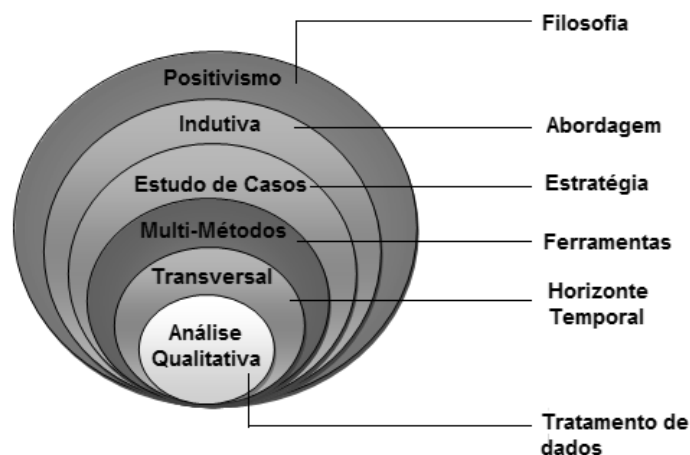 Filosofia
Positivismo
Indutiva
Abordagem
Estudo de Casos
Estratégia
Multi-Métodos
Ferramentas
Transversal
Horizonte
Temporal
Análise
Qualitativa
Tratamento de
dados